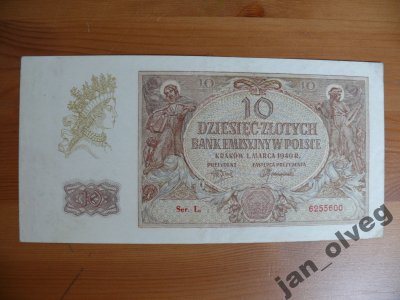 10 10
10
DZIESIĘĆ ZŁOTYCH
BANK EMISYJNY W POLSCE
KRAKÓW 1. MARCA 1940 R.
PREZYDENT
Ser. L. 6255600
jan_olveg